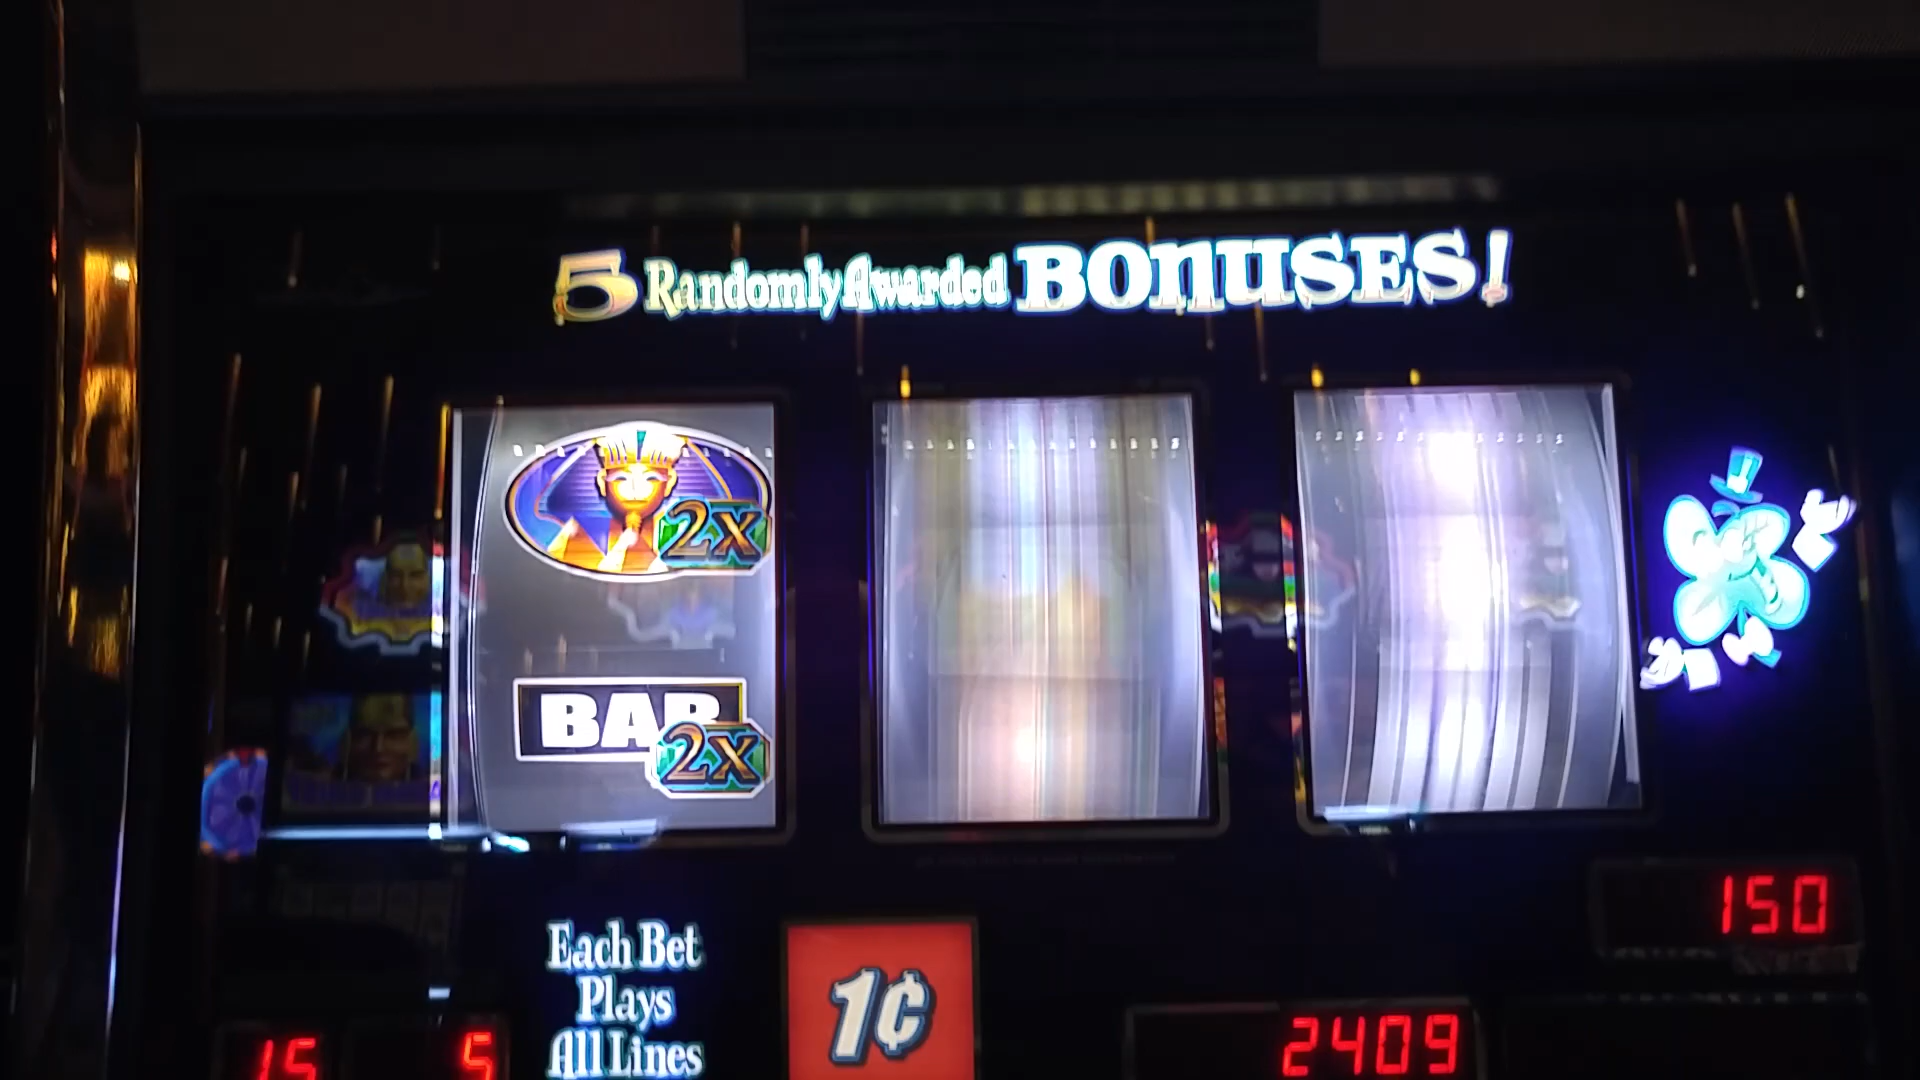 5 Randomly Awarded BONUSES!
2X
BAR
2X
150
Each Bet
Plays
All Lines
1¢
15
5
2409